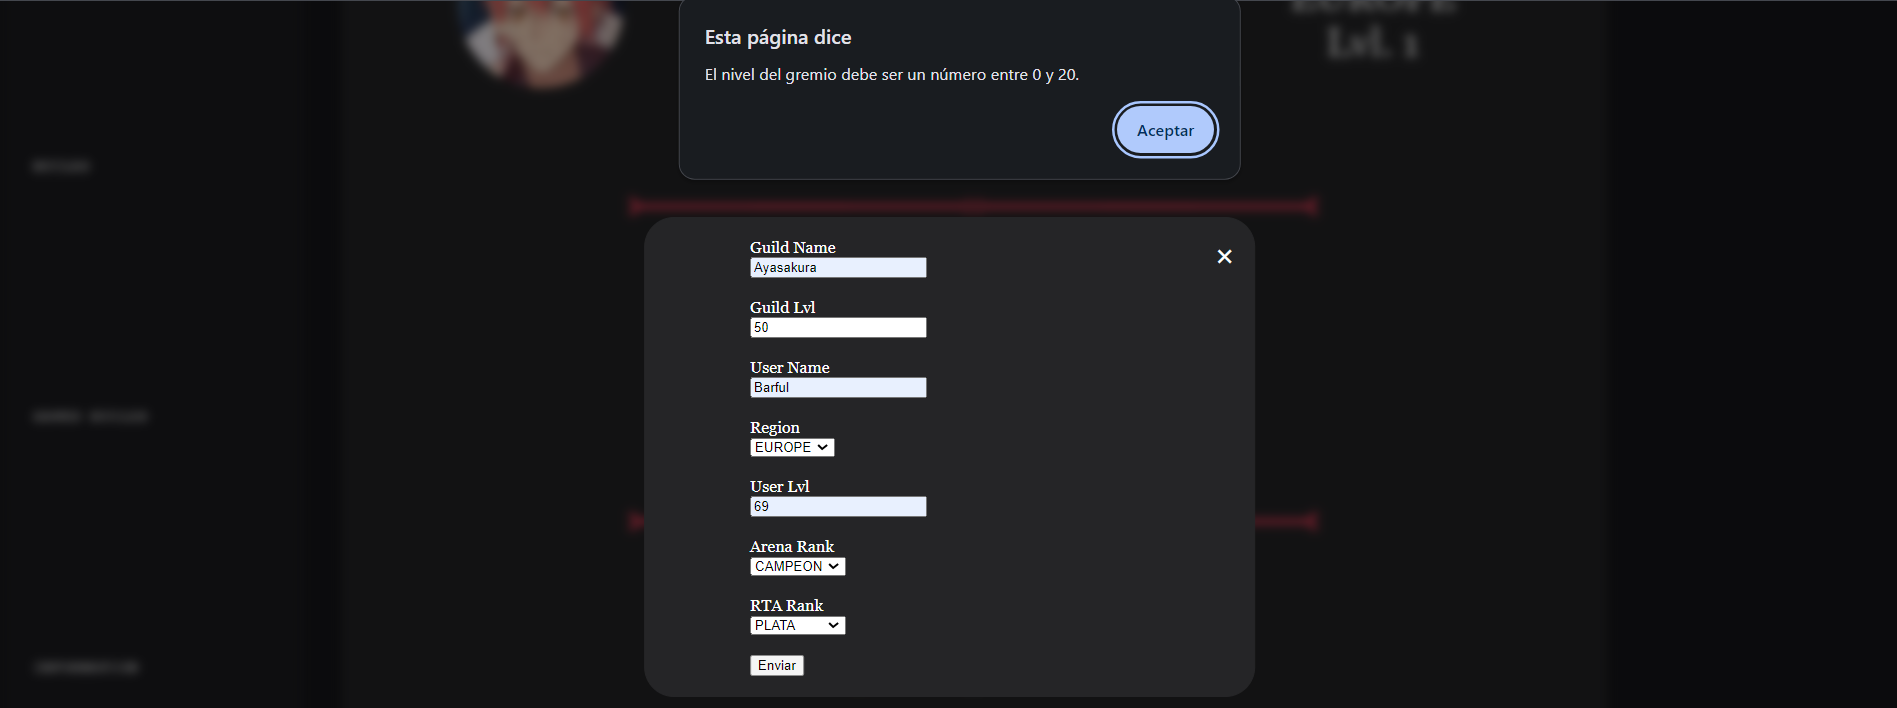 EUROPE
Lvl. 1
Esta página dice
El nivel del gremio debe ser un número entre 0 y 20.
Aceptar
Guild Name
Ayasakura
Guild Lvl
50
User Name
Barful
Region
EUROPE
User Lvl
69
Arena Rank
CAMPEON
RTA Rank
PLATA
Enviar